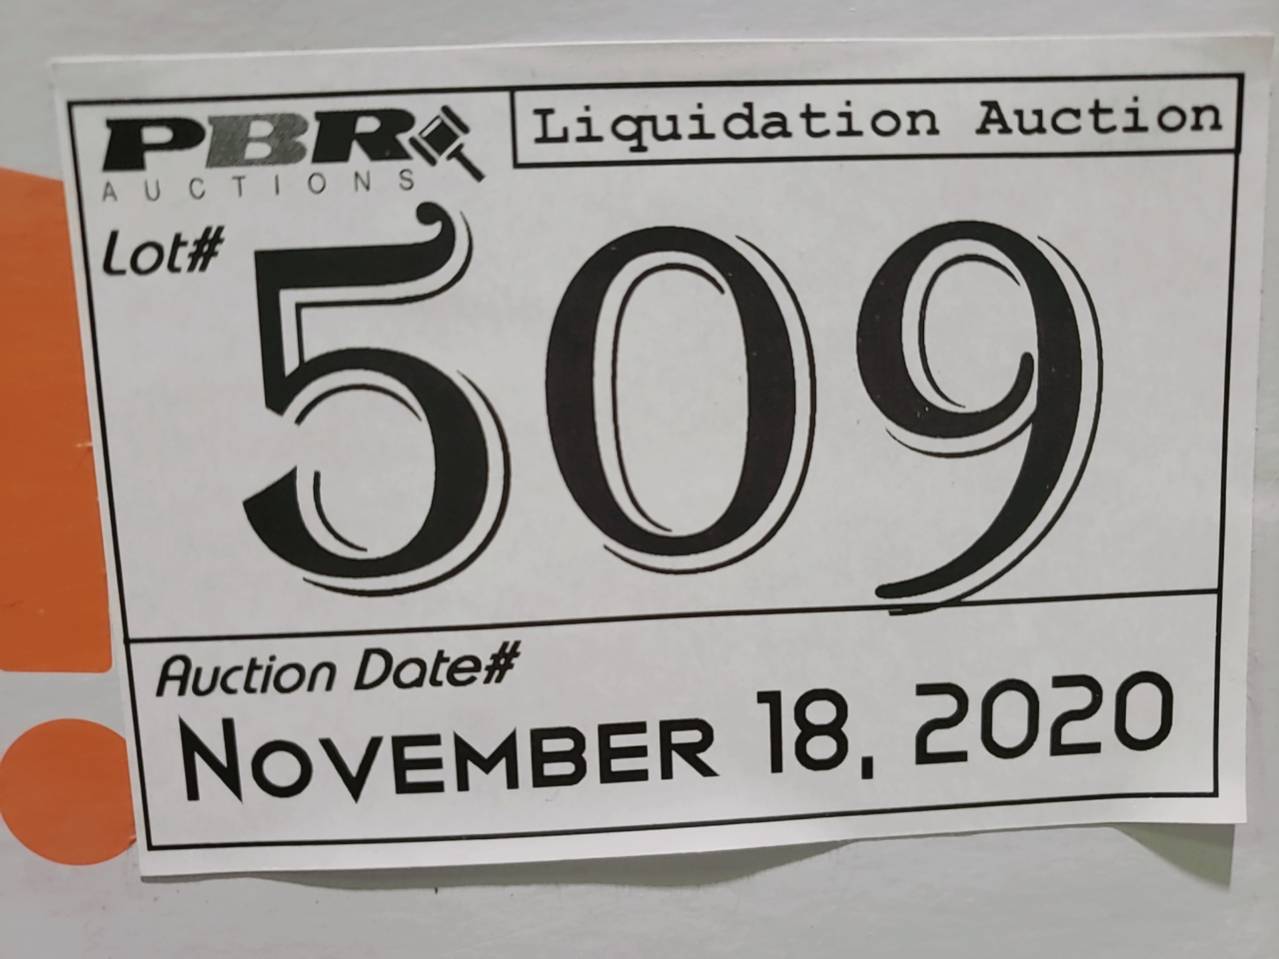 PBR
AUCTIONS
Liquidation Auction
Lot#
509
Auction Date#
NOVEMBER 18, 2020